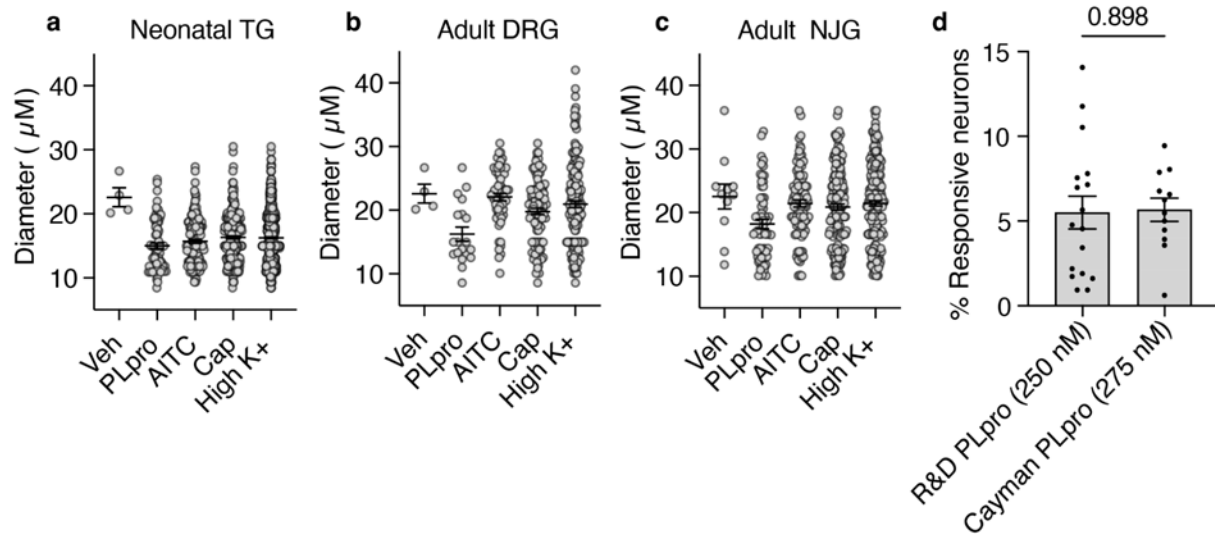 a Neonatal TG
Diameter ( µM)
40
30
20
10
Veh
PLpro
AITC
Cap
High K+
b Adult DRG
Diameter ( µM)
40
30
20
10
Veh
PLpro
AITC
Cap
High K+
c Adult NJG
Diameter ( µM)
40
30
20
10
Veh
PLpro
AITC
Cap
High K+
d 0.898
% Responsive neurons
15
10
5
0
R&D PLpro (250 nM)
Cayman PLpro (275 nM)